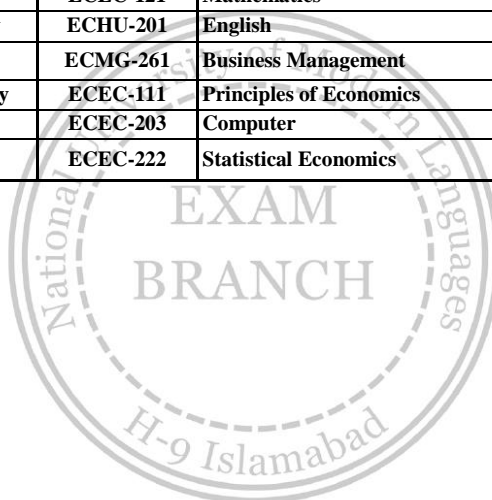 ECHU-201 English
ECMG-261 Business Management
y ECEC-111 Principles of Economics
ECEC-203 Computer
ECEC-222 Statistical Economics
National University of Modern Languages
EXAM
BRANCH
H-9 Islamabad